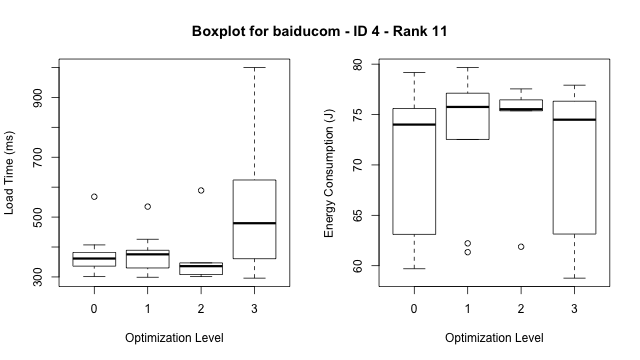 Boxplot for baiducom - ID 4 - Rank 11
Load Time (ms)
900
700
500
300
0 1 2 3
Optimization Level
Energy Consumption (J)
80
75
70
65
60
0 1 2 3
Optimization Level